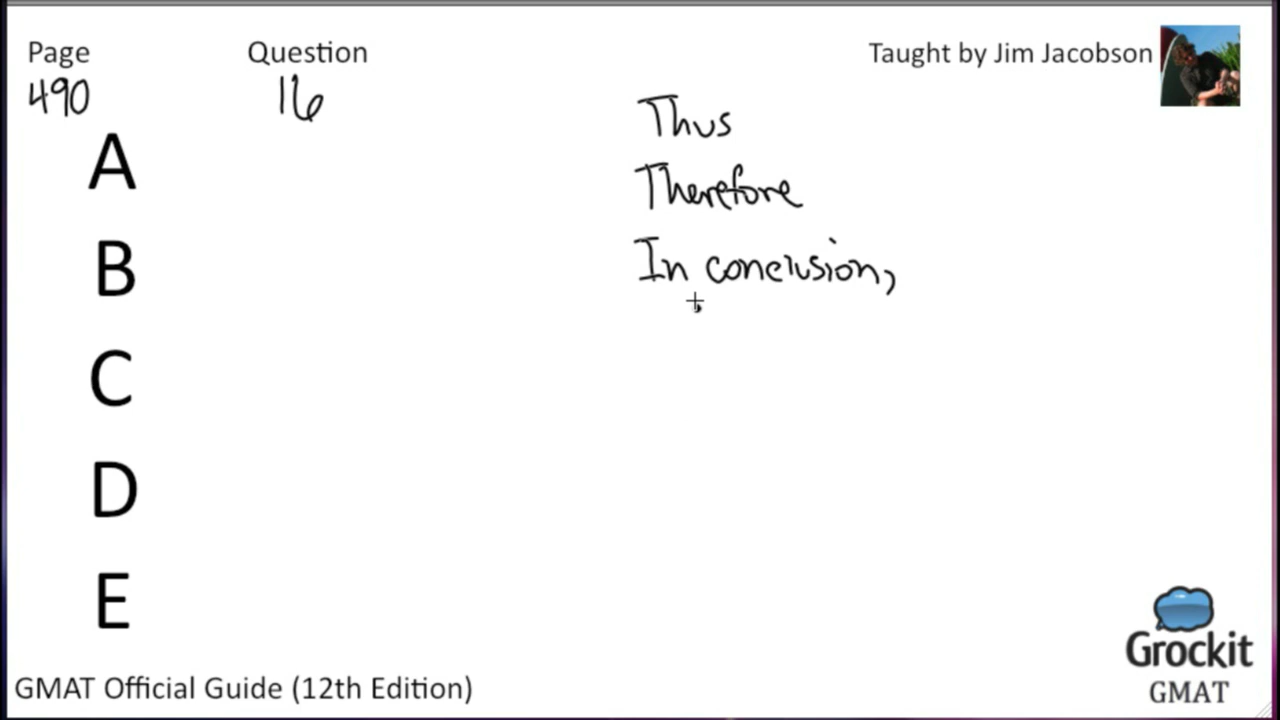 Page Question Taught by Jim Jacobson
490 16
Thus
A
Therefore
B
In conclusion,
C
D
E
Grockit
GMAT
GMAT Official Guide (12th Edition)